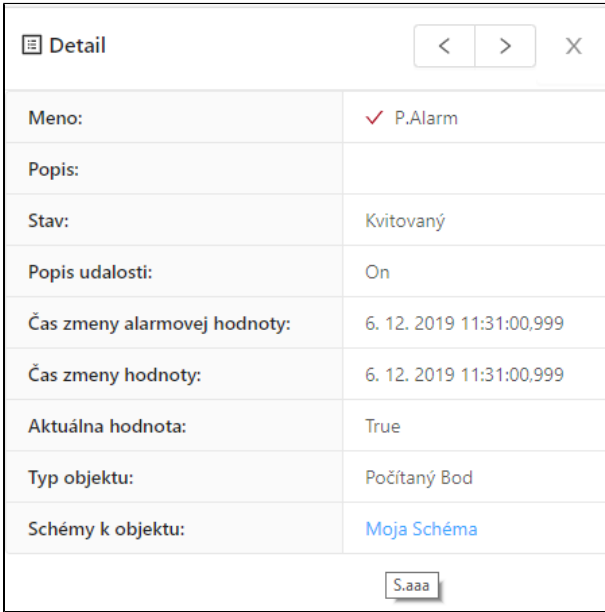 Detail
Meno: P.Alarm
Popis:
Stav: Kvitovaný
Popis udalosti: On
Čas zmeny alarmovej hodnoty: 6. 12. 2019 11:31:00,999
Čas zmeny hodnoty: 6. 12. 2019 11:31:00,999
Aktuálna hodnota: True
Typ objektu: Počítaný Bod
Schémy k objektu: Moja Schéma
S.aaa